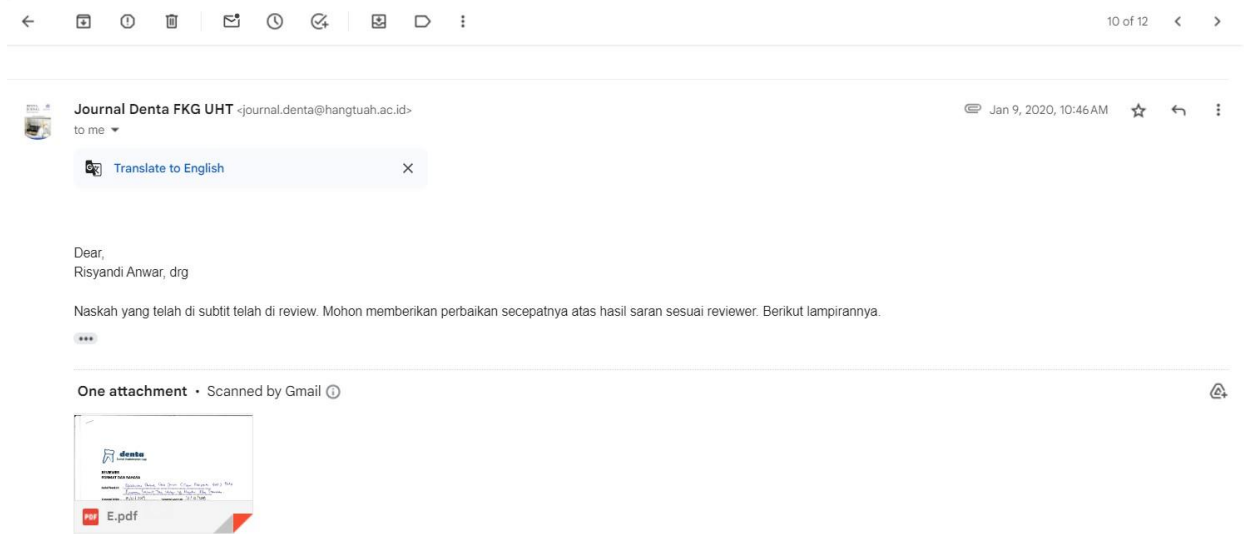 10 of 12
Journal Denta FKG UHT <journal.denta@hangtuah.ac.id>
Jan 9, 2020, 10:46 AM
to me
Translate to English
Dear,
Risyandi Anwar, drg
Naskah yang telah di subtit telah di review. Mohon memberikan perbaikan secepatnya atas hasil saran sesuai reviewer. Berikut lampirannya.
One attachment • Scanned by Gmail
denta
PDF E.pdf